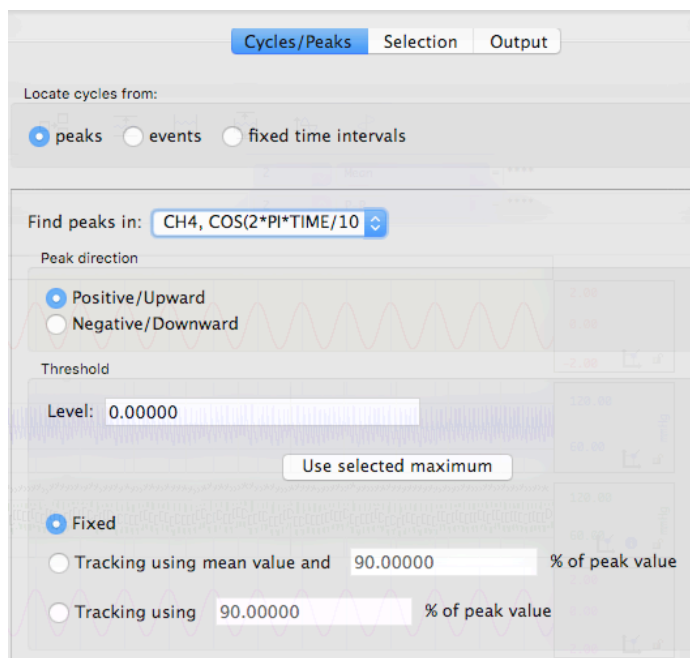 Cycles/Peaks Selection Output
Locate cycles from:
peaks events fixed time intervals
Find peaks in: CH4, COS(2*PI*TIME/10
Peak direction
Positive/Upward
Negative/Downward
Threshold
Level: 0.00000
Use selected maximum
Fixed
Tracking using mean value and 90.00000 % of peak value
Tracking using 90.00000 % of peak value